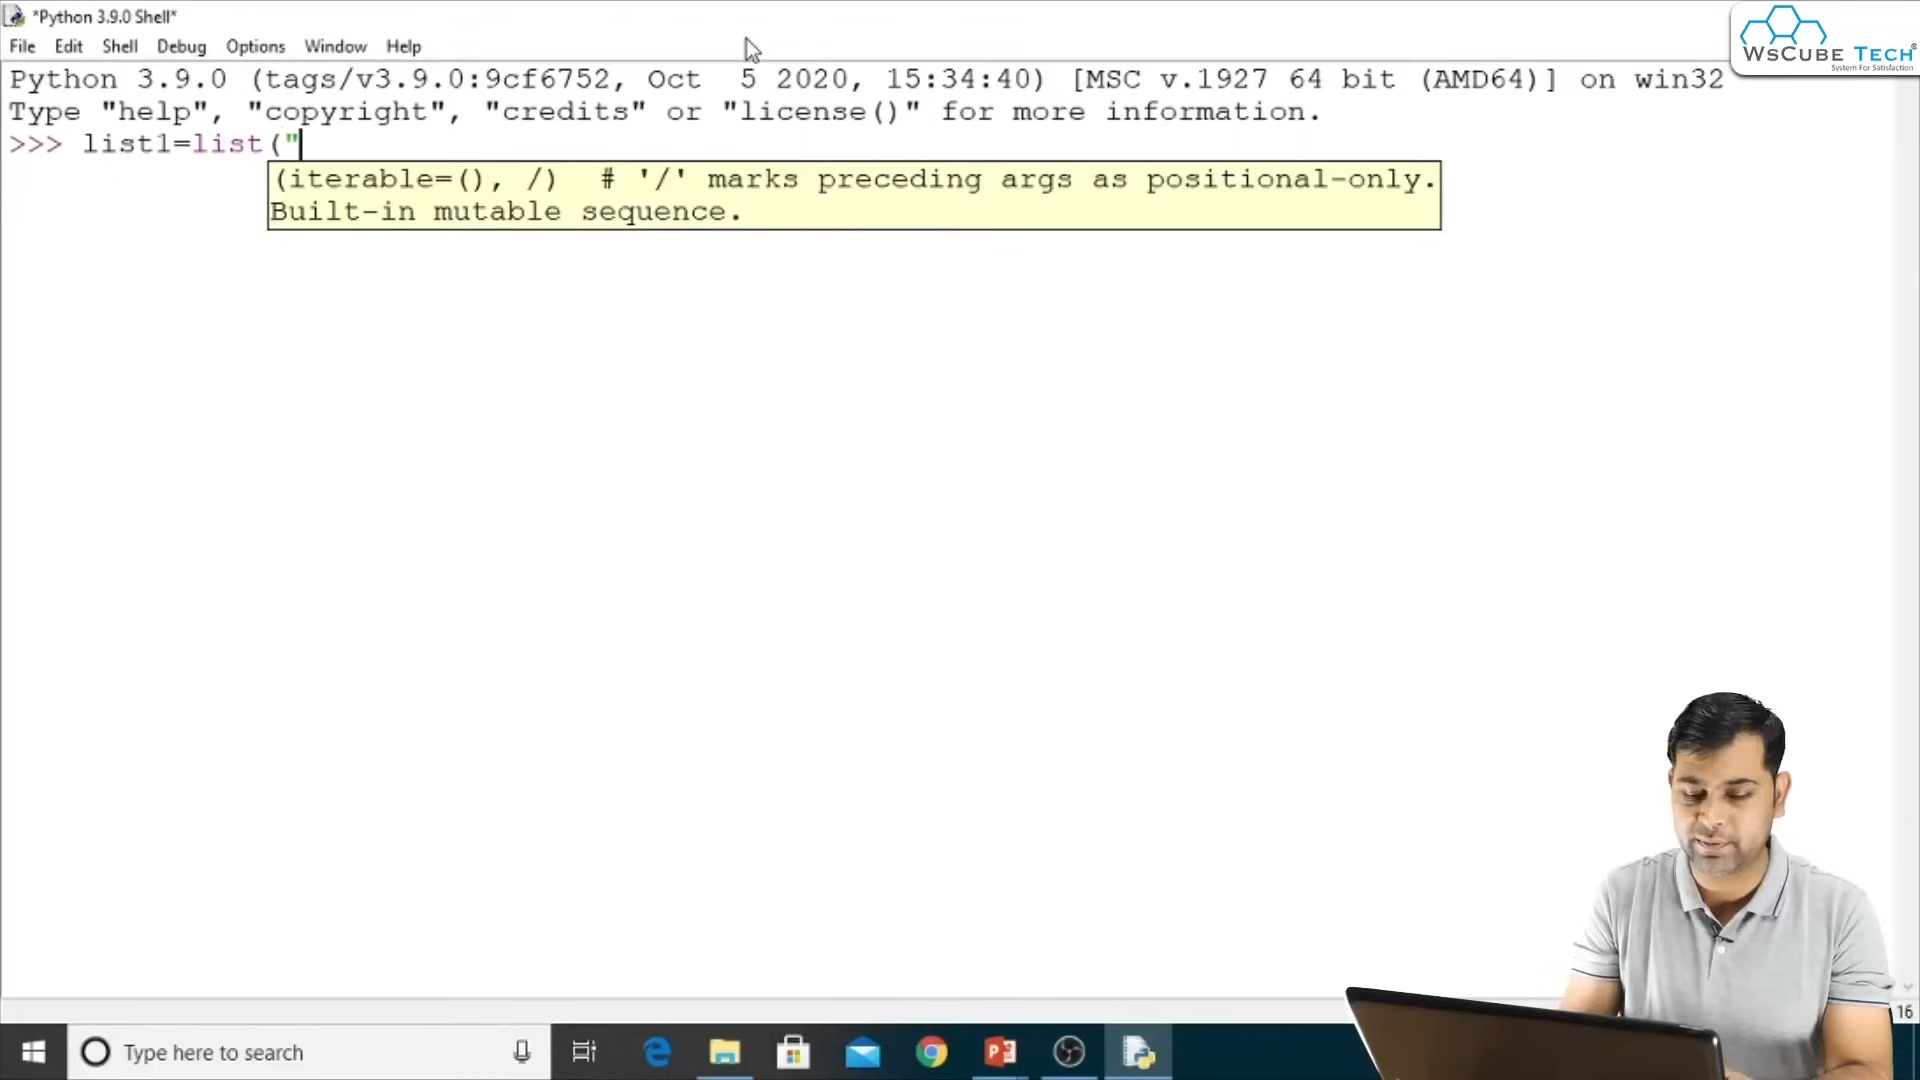 *Python 3.9.0 Shell*
File Edit Shell Debug Options Window Help
Python 3.9.0 (tags/v3.9.0:9cf6752, Oct  5 2020, 15:34:40) [MSC v.1927 64 bit (AMD64)] on win32
Type "help", "copyright", "credits" or "license()" for more information.
>>> list1=list("
(iterable=(), /)  # '/' marks preceding args as positional-only.
Built-in mutable sequence.
WsCube Tech
System For Satisfaction
16
Type here to search